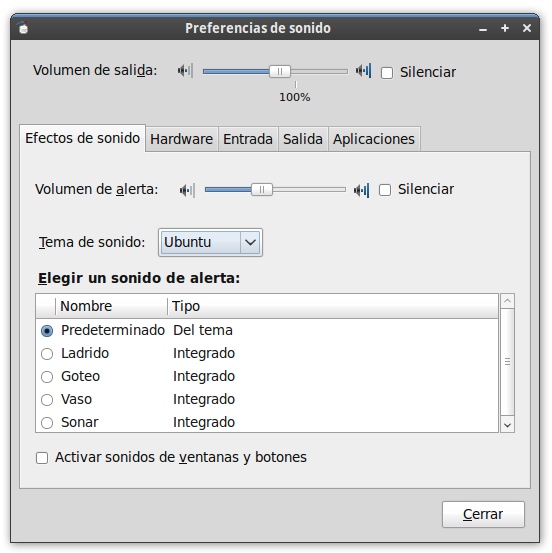 Preferencias de sonido
Volumen de salida:
Silenciar
100%
Efectos de sonido Hardware Entrada Salida Aplicaciones
Volumen de alerta:
Silenciar
Tema de sonido:
Ubuntu
Elegir un sonido de alerta:
Nombre Tipo
Predeterminado Del tema
Ladrido Integrado
Goteo Integrado
Vaso Integrado
Sonar Integrado
Activar sonidos de ventanas y botones
Cerrar